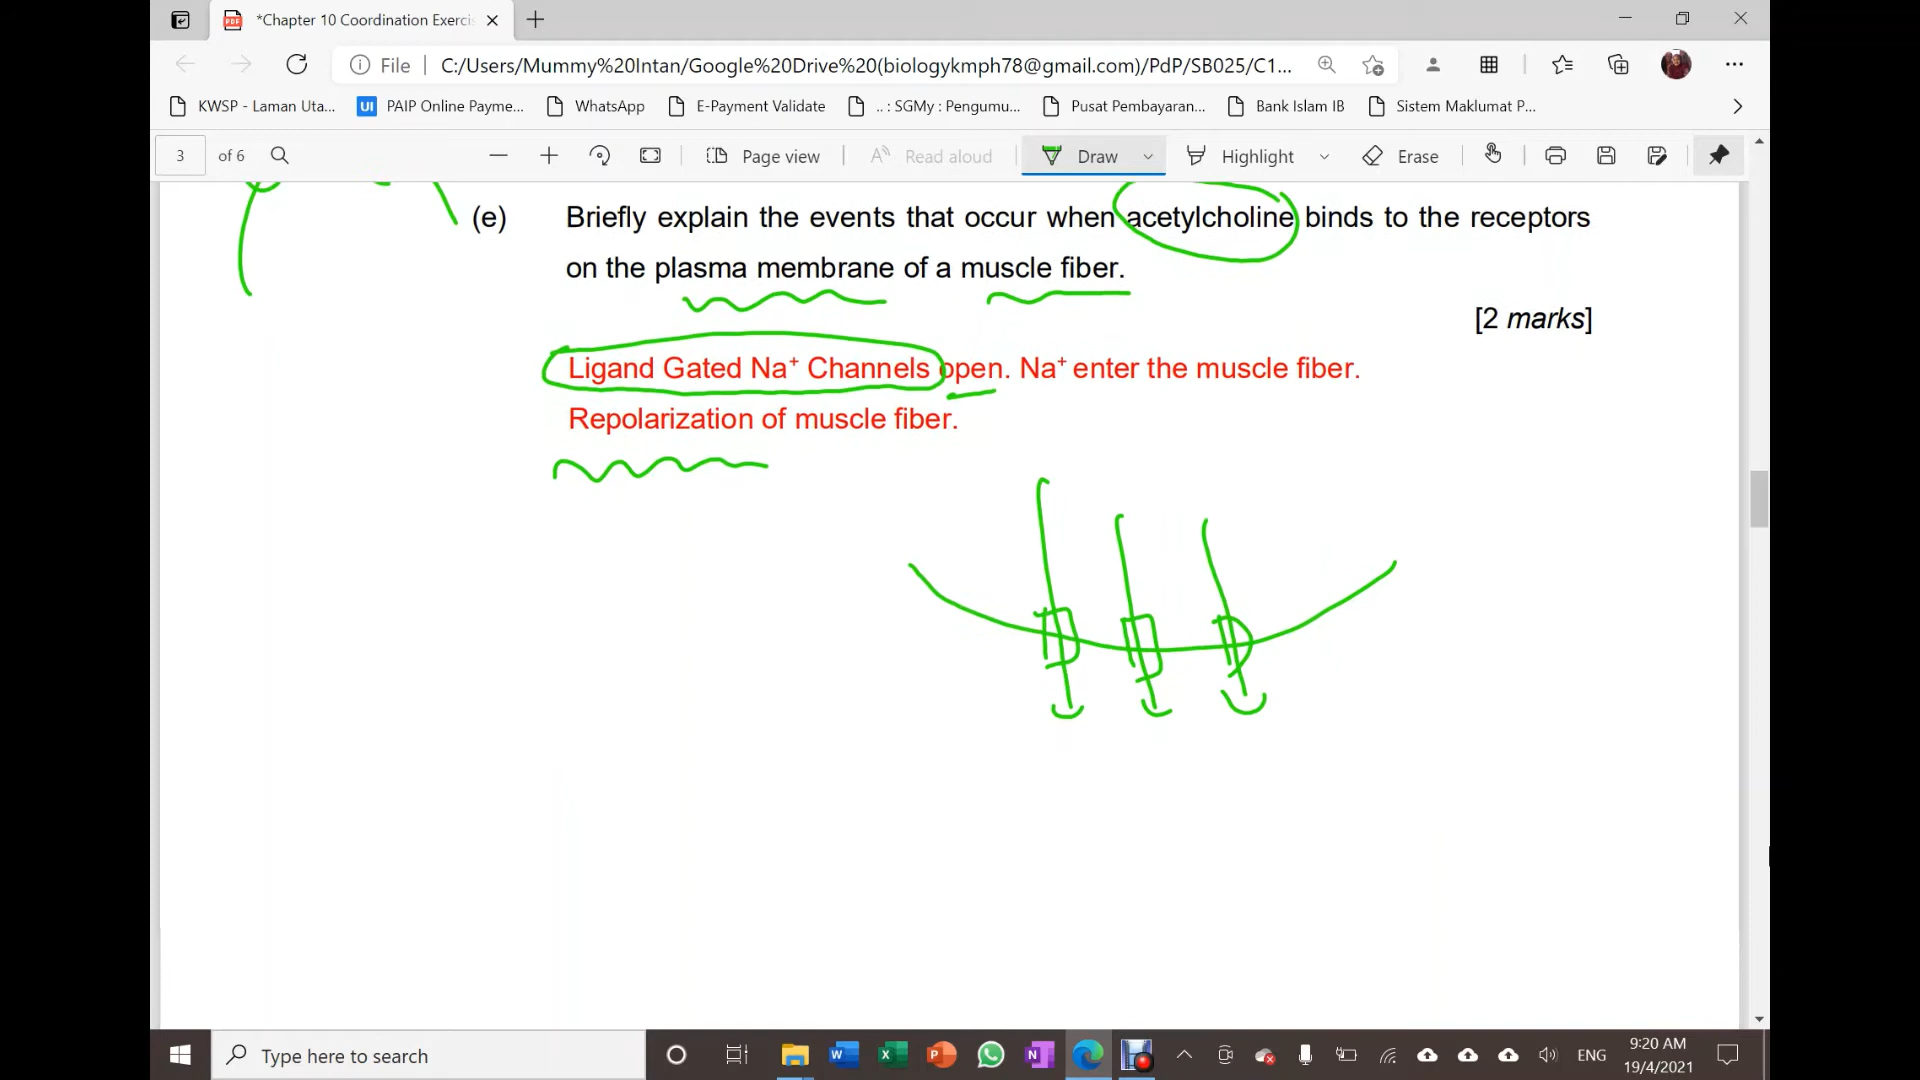 *Chapter 10 Coordination Exerci
File C:/Users/Mummy%20Intan/Google%20Drive%20(biologykmph78@gmail.com)/PdP/SB025/C1...
KWSP - Laman Uta... PAIP Online Payme... WhatsApp E-Payment Validate .. : SGMy : Pengumu... Pusat Pembayaran... Bank Islam IB Sistem Maklumat P...
3 of 6 Page view Read aloud Draw Highlight Erase
(e) Briefly explain the events that occur when acetylcholine binds to the receptors
on the plasma membrane of a muscle fiber.
[2 marks]
Ligand Gated Na⁺ Channels open. Na⁺ enter the muscle fiber.
Repolarization of muscle fiber.
Type here to search ENG 9:20 AM
19/4/2021